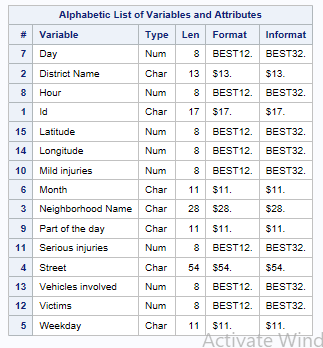 Alphabetic List of Variables and Attributes
# Variable Type Len Format Informat
7 Day Num 8 BEST12. BEST32.
2 District Name Char 13 $13. $13.
8 Hour Num 8 BEST12. BEST32.
1 Id Char 17 $17. $17.
15 Latitude Num 8 BEST12. BEST32.
14 Longitude Num 8 BEST12. BEST32.
10 Mild injuries Num 8 BEST12. BEST32.
6 Month Char 11 $11. $11.
3 Neighborhood Name Char 28 $28. $28.
9 Part of the day Char 11 $11. $11.
11 Serious injuries Num 8 BEST12. BEST32.
4 Street Char 54 $54. $54.
13 Vehicles involved Num 8 BEST12. BEST32.
12 Victims Num 8 BEST12. BEST32.
5 Weekday Char 11 $11. $11.
Activate Wind